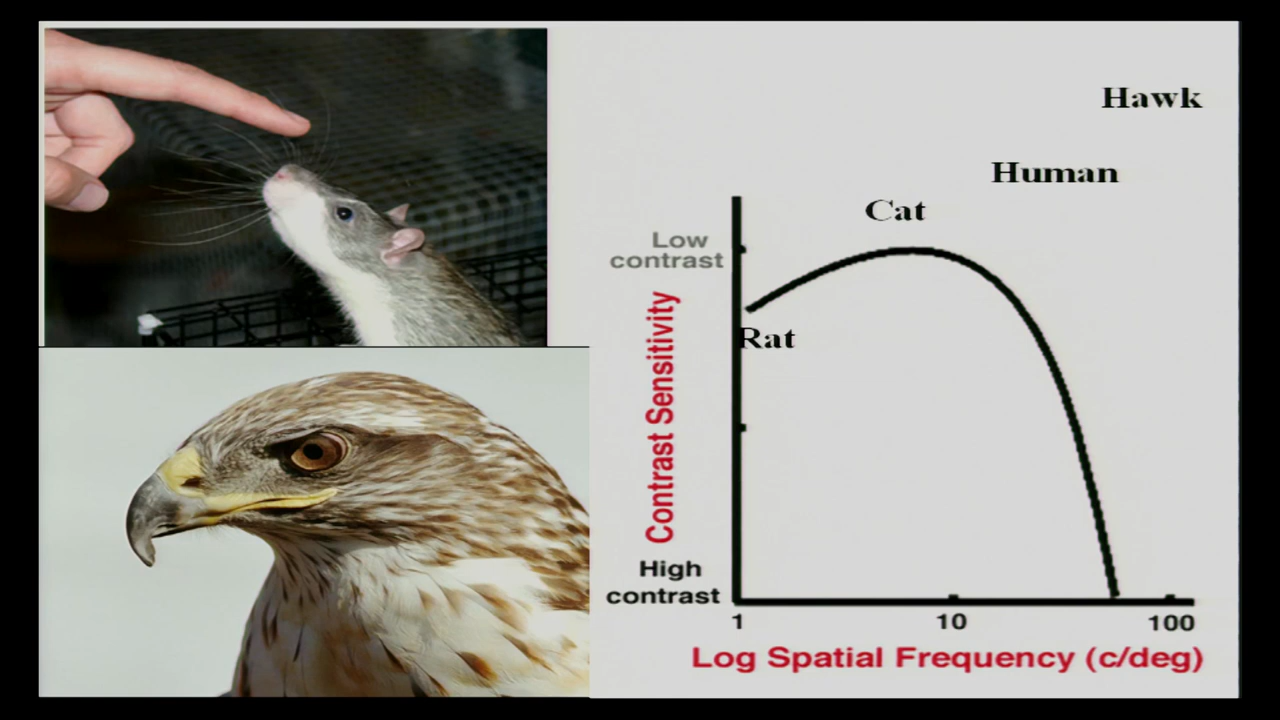 Hawk
Human
Cat
Low
contrast
Contrast Sensitivity
Rat
High
contrast
1 10 100
Log Spatial Frequency (c/deg)